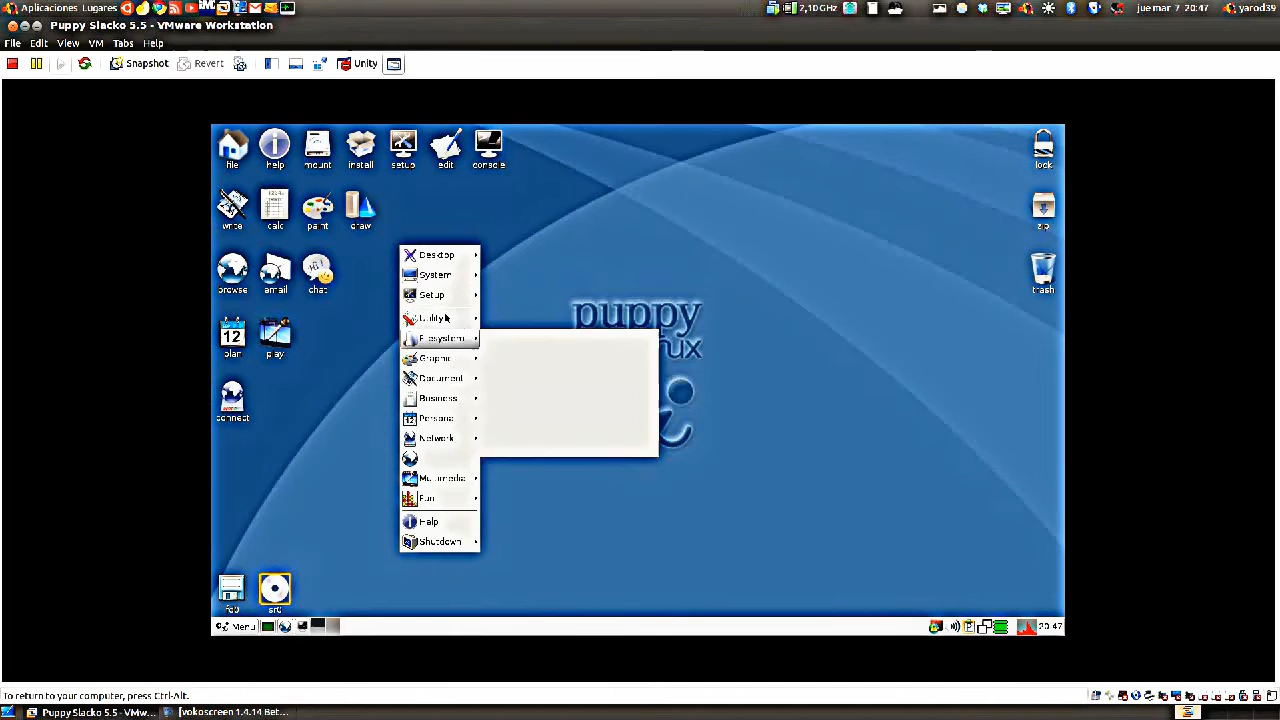 Aplicaciones Lugares
2,10GHz
jue mar 7 20:47
yarod39
Puppy Slacko 5.5 - VMware Workstation
File Edit View VM Tabs Help
Snapshot Revert Unity
file help mount install setup edit console lock
write calc paint draw zip
browse email chat trash
plan play
connect
Desktop
System
Setup
Utility
Filesystem
Graphic
Document
Business
Persona
Network
Multimedia
Fun
Help
Shutdown
puppy
fd0 sr0
Menu 20:47
To return to your computer, press Ctrl-Alt.
Puppy Slacko 5.5 - VMw... [vokoscreen 1.4.14 Bet...